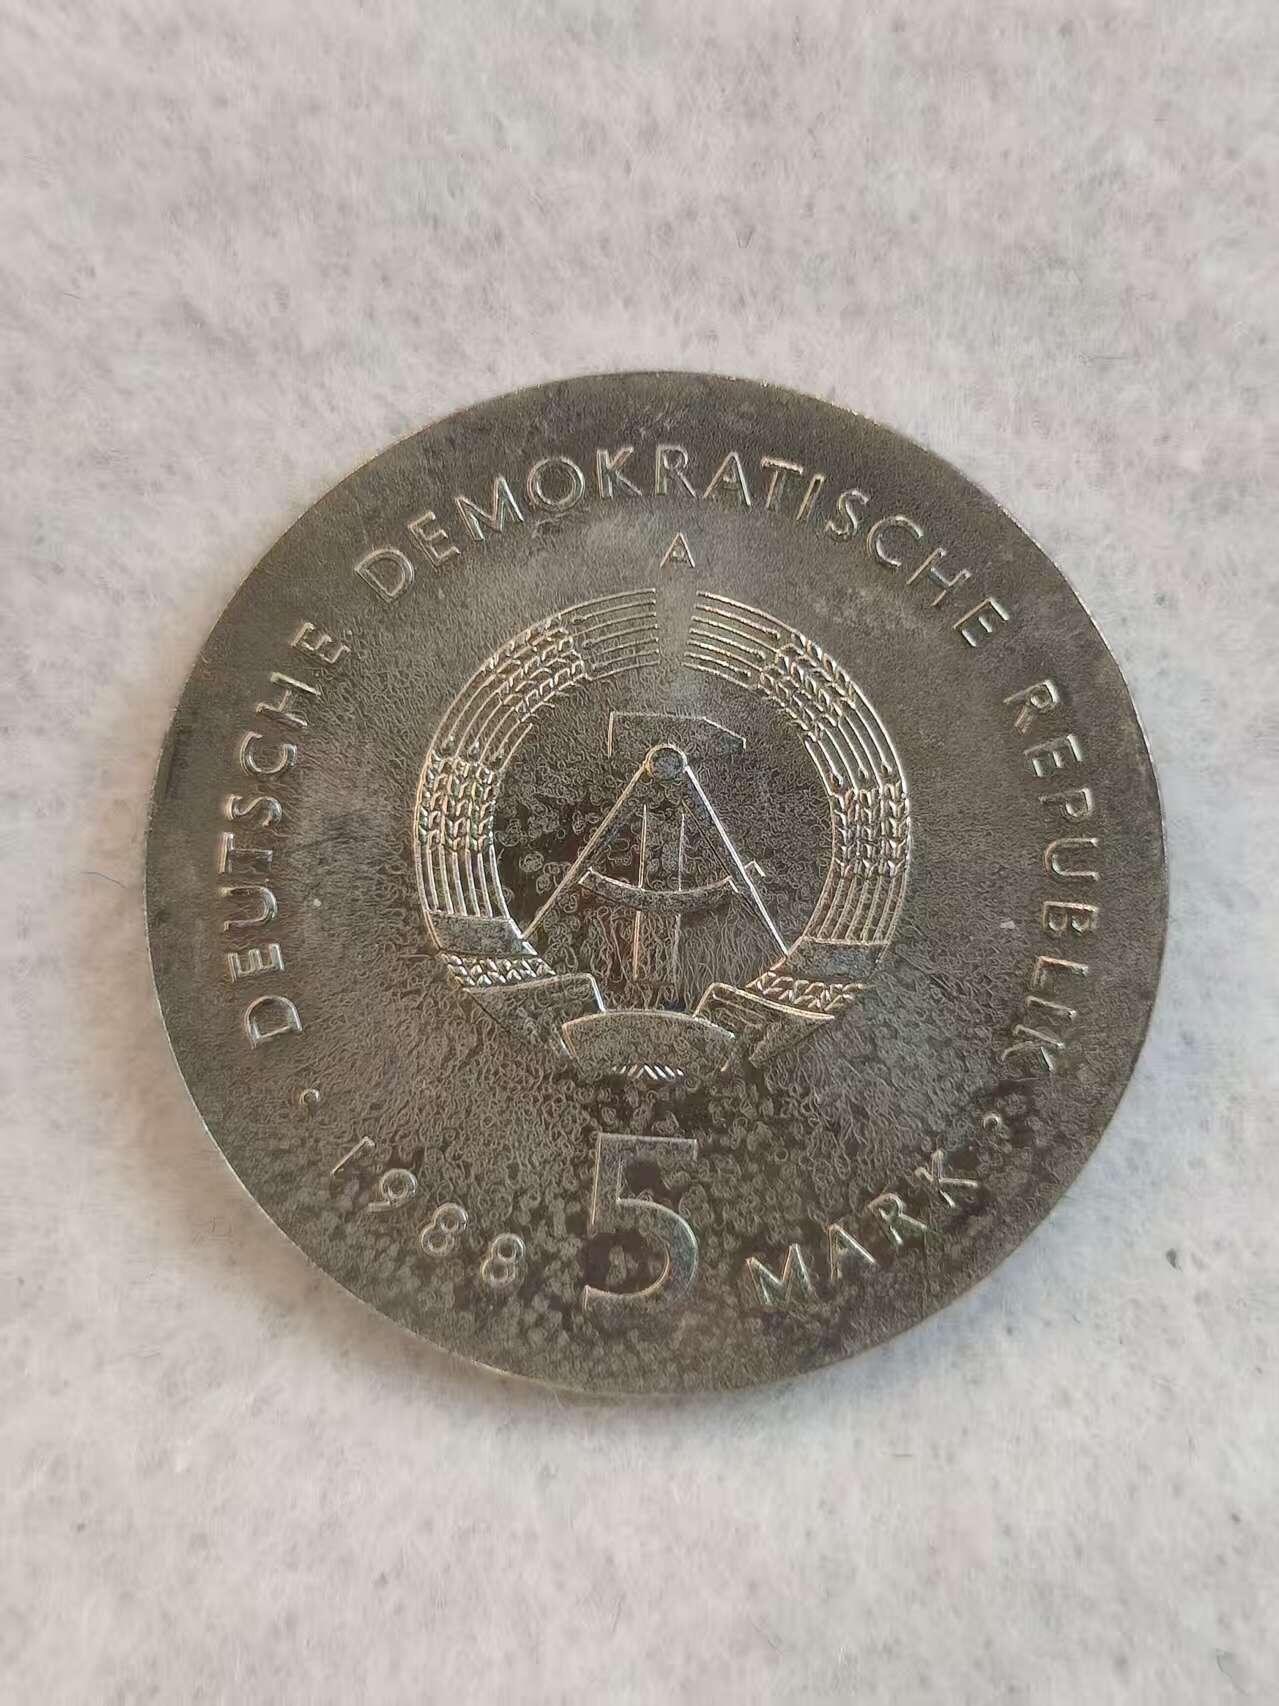 · DEUTSCHE DEMOKRATISCHE REPUBLIK ·
A
1988 5 MARK